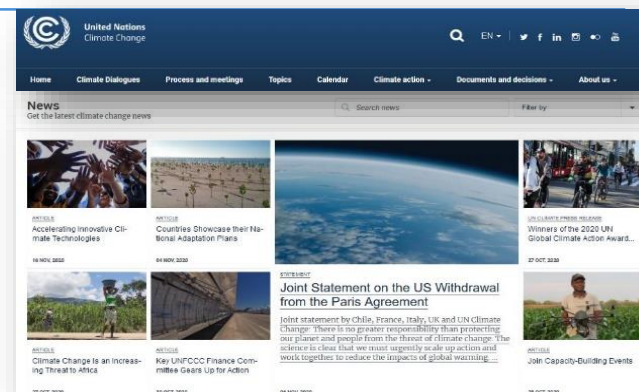 United Nations
Climate Change
EN
Home Climate Dialogues Process and meetings Topics Calendar Climate action Documents and decisions About us
News
Get the latest climate change news
Search news
Filter by
ARTICLE
Accelerating Innovative Cli-
mate Technologies
16 NOV, 2020
ARTICLE
Countries Showcase their Na-
tional Adaptation Plans
04 NOV, 2020
STATEMENT
Joint Statement on the US Withdrawal
from the Paris Agreement
Joint statement by Chile, France, Italy, UK and UN Climate
Change: There is no greater responsibility than protecting
our planet and people from the threat of climate change. The
science is clear that we must urgently scale up action and
work together to reduce the impacts of global warming, ...
UN CLIMATE PRESS RELEASE
Winners of the 2020 UN
Global Climate Action Award...
27 OCT, 2020
ARTICLE
Climate Change Is an Increas-
ing Threat to Africa
ARTICLE
Key UNFCCC Finance Com-
mittee Gears Up for Action
ARTICLE
Join Capacity-Building Events